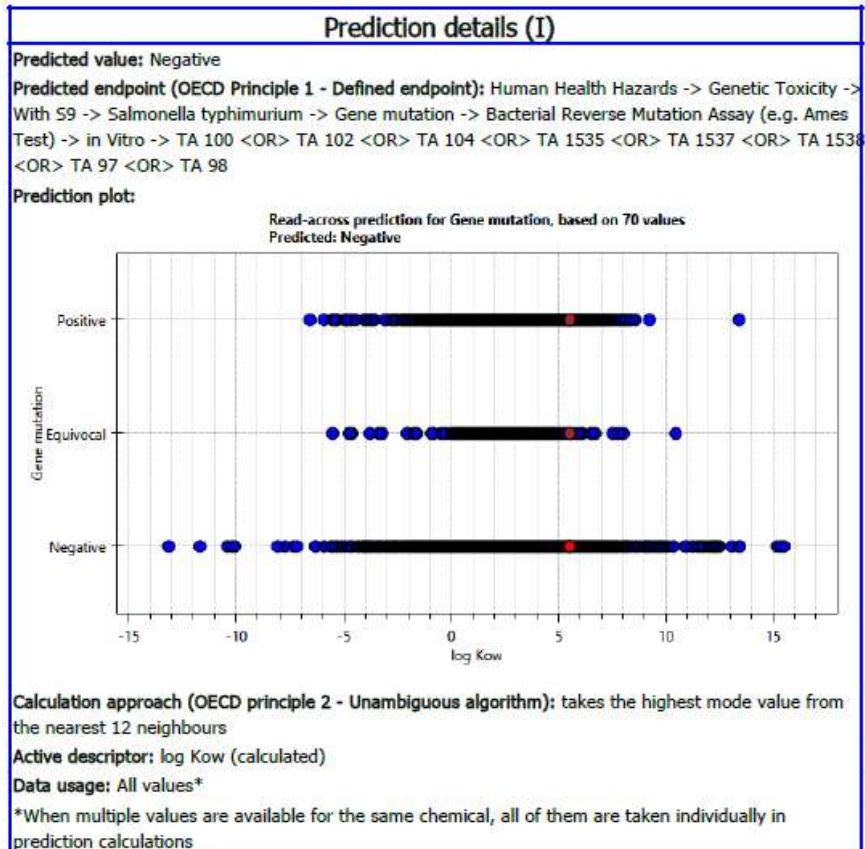 Prediction details (I)
Predicted value: Negative
Predicted endpoint (OECD Principle 1 - Defined endpoint): Human Health Hazards -> Genetic Toxicity ->
With S9 -> Salmonella typhimurium -> Gene mutation -> Bacterial Reverse Mutation Assay (e.g. Ames
Test) -> in Vitro -> TA 100 <OR> TA 102 <OR> TA 104 <OR> TA 1535 <OR> TA 1537 <OR> TA 1538
<OR> TA 97 <OR> TA 98
Prediction plot:
Read-across prediction for Gene mutation, based on 70 values
Predicted: Negative
Positive
Equivocal
Negative
Gene mutation
-15 -10 -5 0 5 10 15
log Kow
Calculation approach (OECD principle 2 - Unambiguous algorithm): takes the highest mode value from
the nearest 12 neighbours
Active descriptor: log Kow (calculated)
Data usage: All values*
*When multiple values are available for the same chemical, all of them are taken individually in
prediction calculations